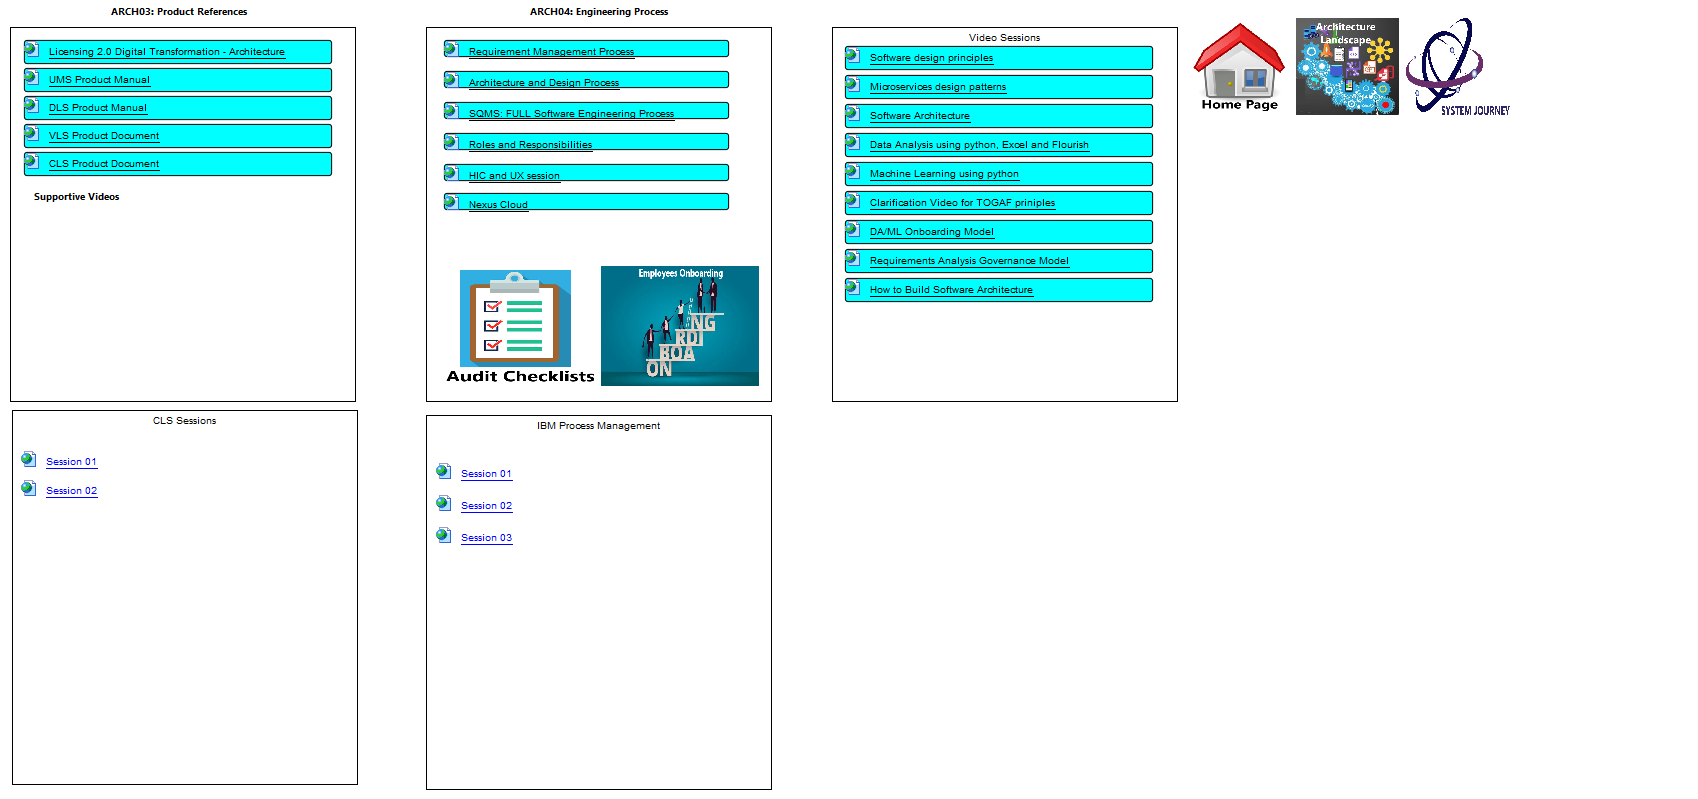 ARCH03: Product References
Licensing 2.0 Digital Transformation - Architecture
UMS Product Manual
DLS Product Manual
VLS Product Document
CLS Product Document
Supportive Videos
ARCH04: Engineering Process
Requirement Management Process
Architecture and Design Process
SQMS: FULL Software Engineering Process
Roles and Responsibilities
HIC and UX session
Nexus Cloud
Audit Checklists
Employees Onboarding
NG
RDI
BOA
ON
Video Sessions
Software design principles
Microservices design patterns
Software Architecture
Data Analysis using python, Excel and Flourish
Machine Learning using python
Clarification Video for TOGAF priniples
DA/ML Onboarding Model
Requirements Analysis Governance Model
How to Build Software Architecture
Home Page
Architecture
Landscape
SYSTEM JOURNEY
CLS Sessions
Session 01
Session 02
IBM Process Management
Session 01
Session 02
Session 03